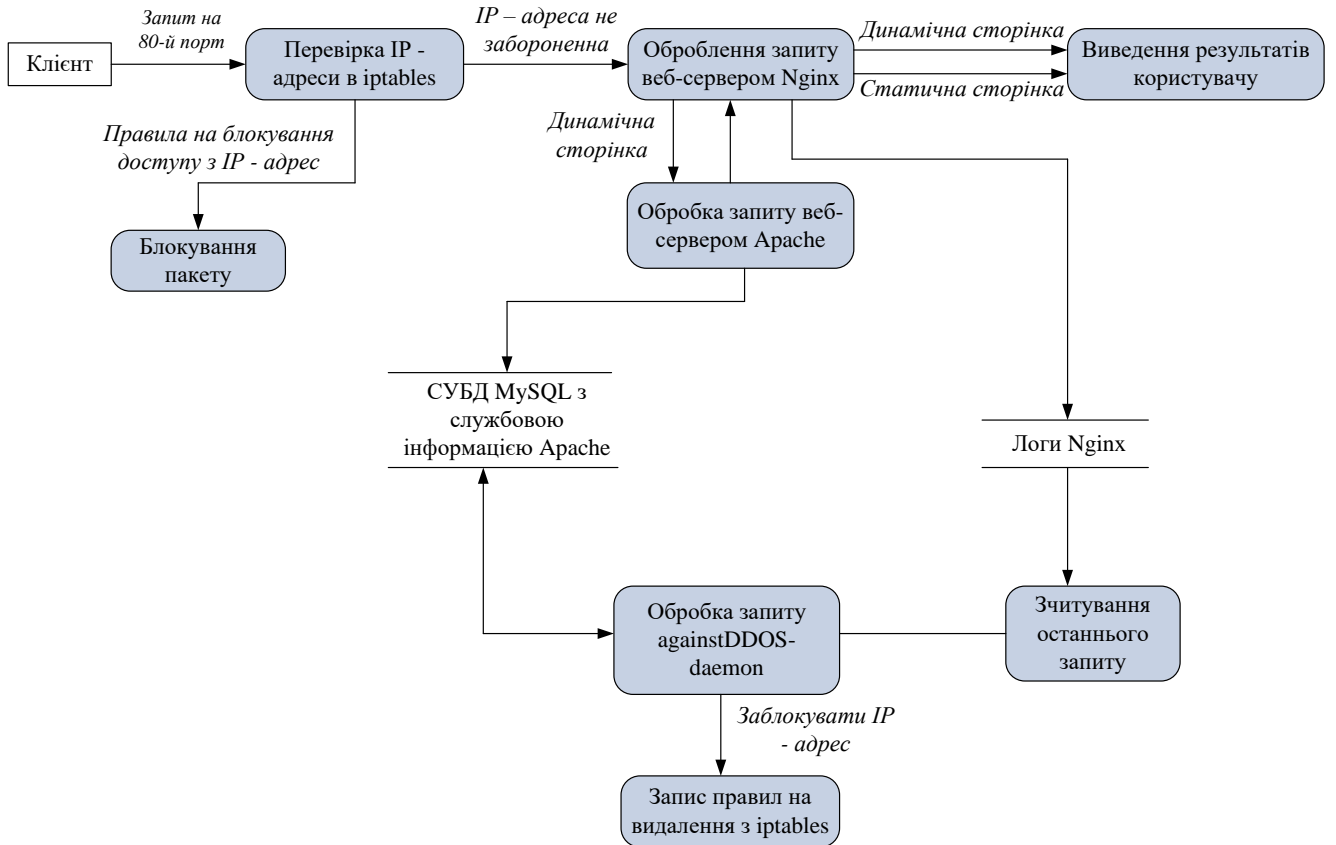 Клієнт
Запит на
80-й порт
Перевірка IP -
адреси в iptables
IP – адреса не
забороненна
Оброблення запиту
веб-сервером Nginx
Динамічна сторінка
Статична сторінка
Виведення результатів
користувачу
Правила на блокування
доступу з IP - адрес
Динамічна
сторінка
Блокування
пакету
Обробка запиту веб-
сервером Apache
СУБД MySQL з
службовою
інформацією Apache
Логи Nginx
Обробка запиту
againstDDOS-
daemon
Зчитування
останнього
запиту
Заблокувати IP
- адрес
Запис правил на
видалення з iptables